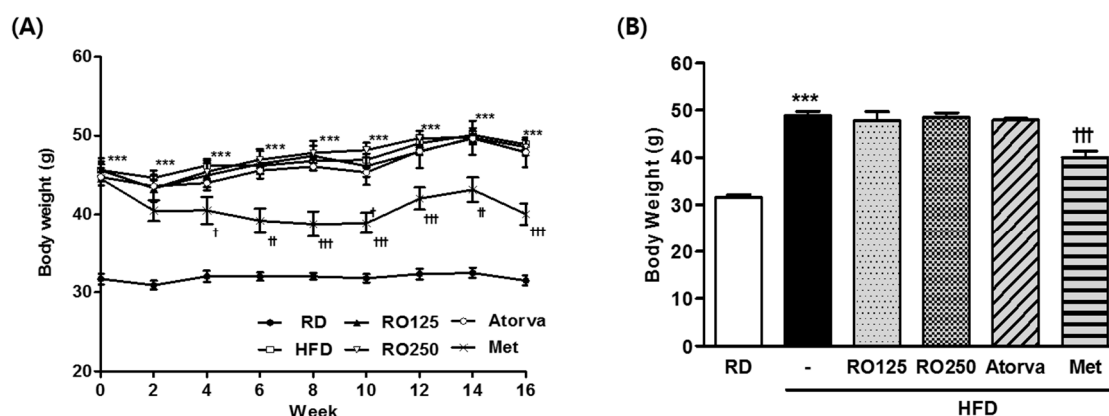 (A)
(B)
60
50
40
30
20
Body weight (g)
***
***
***
***
***
***
***
***
***
†
††
†††
†
†††
†††
††
†††
RD
RO125
Atorva
HFD
RO250
Met
0 2 4 6 8 10 12 14 16
Week
60
50
40
30
20
10
0
Body Weight (g)
***
†††
RD - RO125 RO250 Atorva Met
HFD